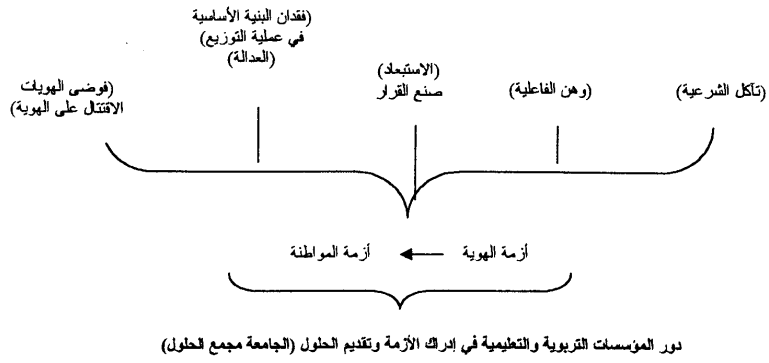 (تآكل الشرعية)
(وهن الفاعلية)
(الاستبعاد)
صنع القرار
(فقدان البنية الأساسية
في عملية التوزيع)
(العدالة)
(فوضى الهويات
الاقتتال على الهوية)
أزمة الهوية
أزمة المواطنة
دور المؤسسات التربوية والتعليمية في إدراك الأزمة وتقديم الحلول (الجامعة مجمع الحلول)